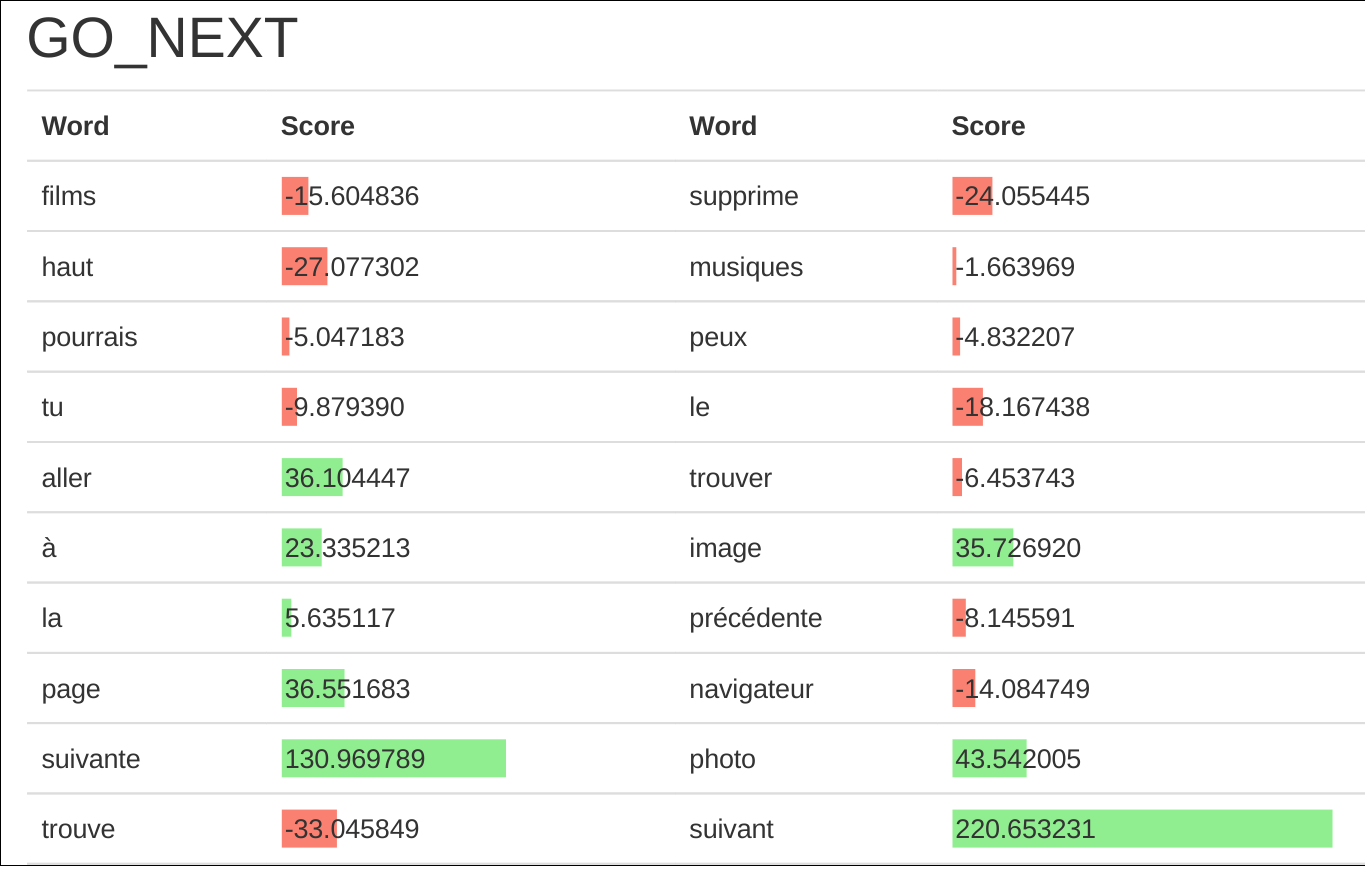 GO_NEXT
Word Score Word Score
films -15.604836 supprime -24.055445
haut -27.077302 musiques -1.663969
pourrais -5.047183 peux -4.832207
tu -9.879390 le -18.167438
aller 36.104447 trouver -6.453743
à 23.335213 image 35.726920
la 5.635117 précédente -8.145591
page 36.551683 navigateur -14.084749
suivante 130.969789 photo 43.542005
trouve -33.045849 suivant 220.653231